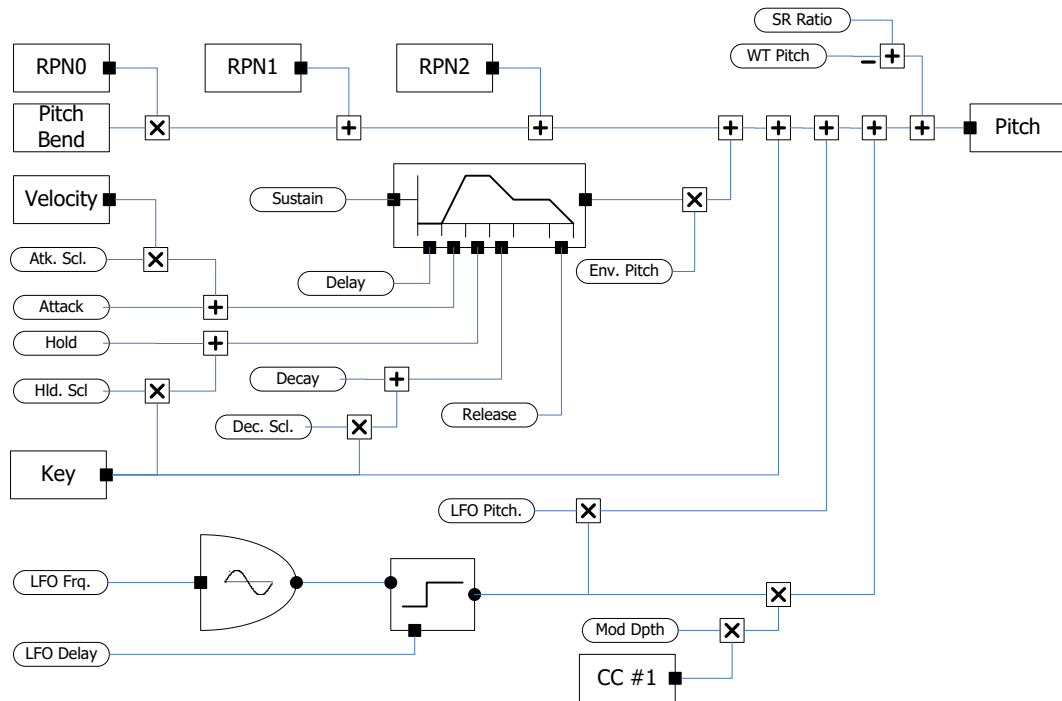 SR Ratio
WT Pitch
RPN0
RPN1
RPN2
Pitch
Bend
Pitch
Velocity
Sustain
Atk. Scl.
Delay
Env. Pitch
Attack
Hold
Decay
Hld. Scl
Release
Dec. Scl.
Key
LFO Pitch.
LFO Frq.
Mod Dpth
LFO Delay
CC #1